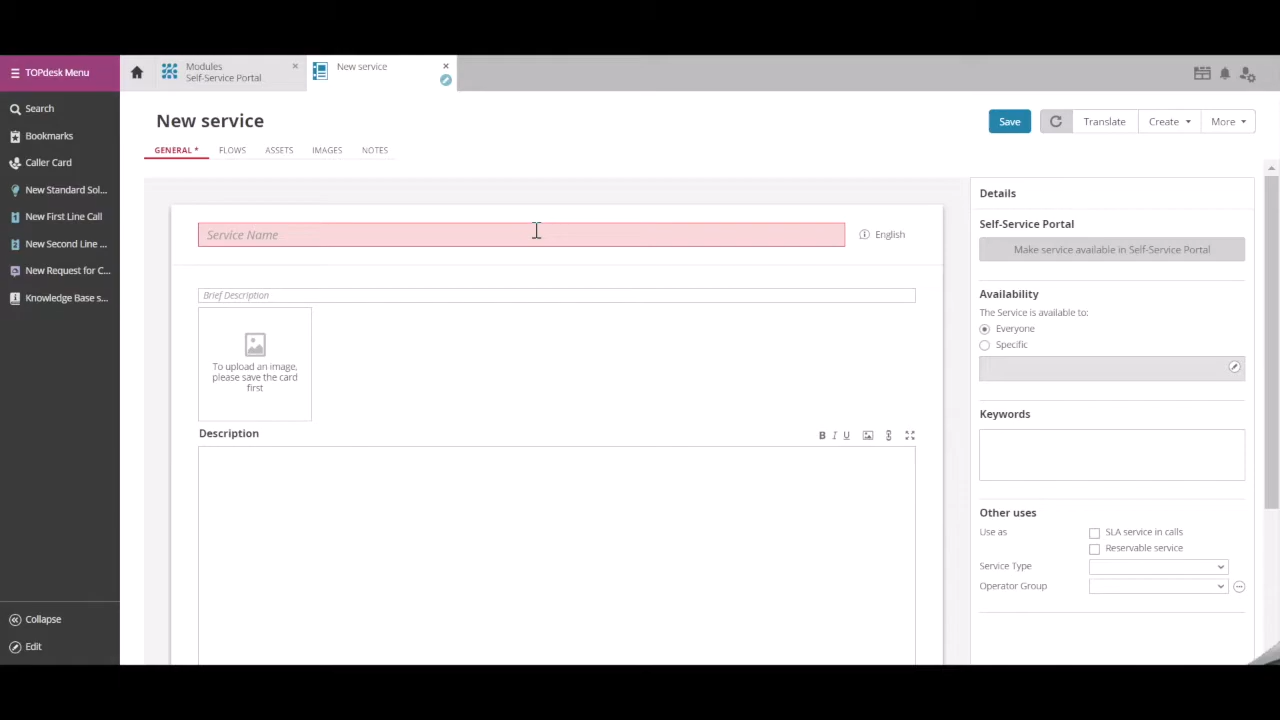 TOPdesk Menu
Modules
Self-Service Portal
New service
Search
Bookmarks
Caller Card
New Standard Sol...
New First Line Call
New Second Line ...
New Request for C...
Knowledge Base s...
Collapse
Edit
New service
Save
Translate
Create
More
GENERAL *
FLOWS
ASSETS
IMAGES
NOTES
Service Name
English
Brief Description
To upload an image,
please save the card
first
Description
B I U
Details
Self-Service Portal
Make service available in Self-Service Portal
Availability
The Service is available to:
Everyone
Specific
Keywords
Other uses
Use as
SLA service in calls
Reservable service
Service Type
Operator Group